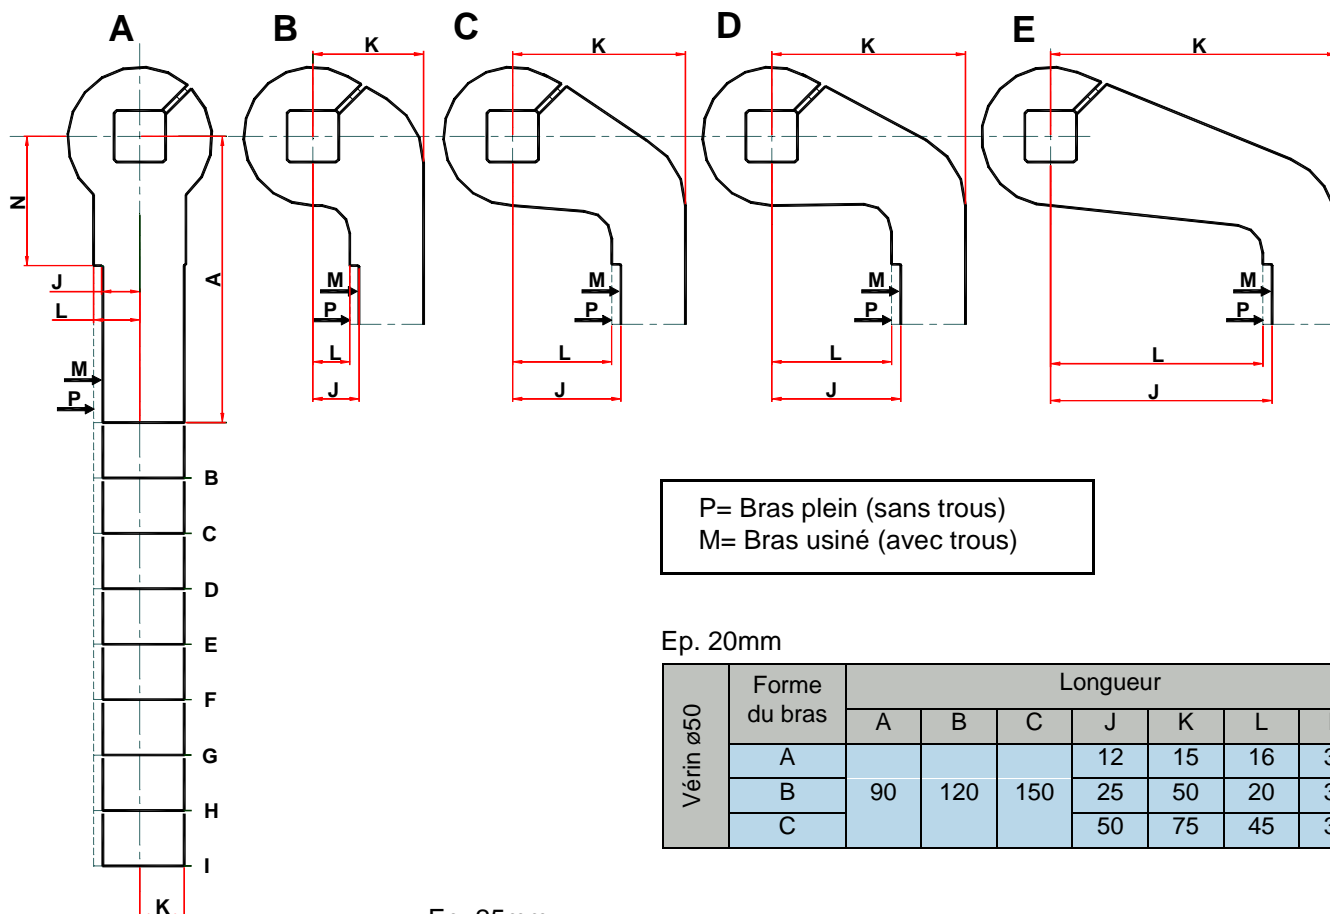 A
B
C
D
E
K
K
K
K
N
A
J
L
M
P
M
P
L
J
M
P
L
J
M
P
L
J
M
P
L
J
B
C
D
E
F
G
H
I
K
P= Bras plein (sans trous)
M= Bras usiné (avec trous)
Ep. 20mm
Vérin ø50
Forme du bras
Longueur
A B C J K L
A 12 15 16
B 90 120 150 25 50 20
C 50 75 45